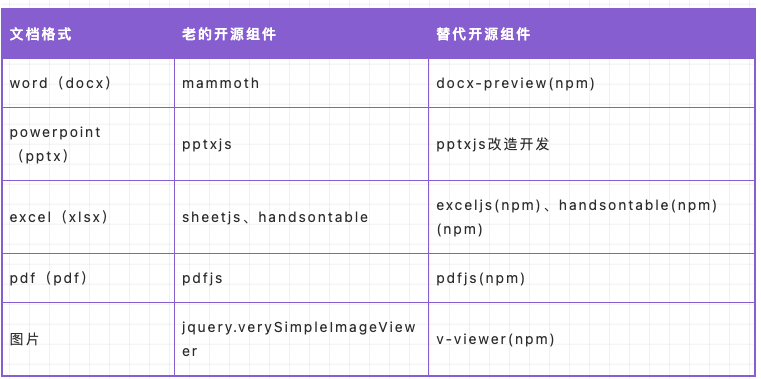 文档格式 老的开源组件 替代开源组件
word（docx） mammoth docx-preview(npm)
powerpoint
（pptx） pptxjs pptxjs改造开发
excel（xlsx） sheetjs、handsontable exceljs(npm)、handsontable(npm)
(npm)
pdf（pdf） pdfjs pdfjs(npm)
图片 jquery.verySimpleImageView
er v-viewer(npm)